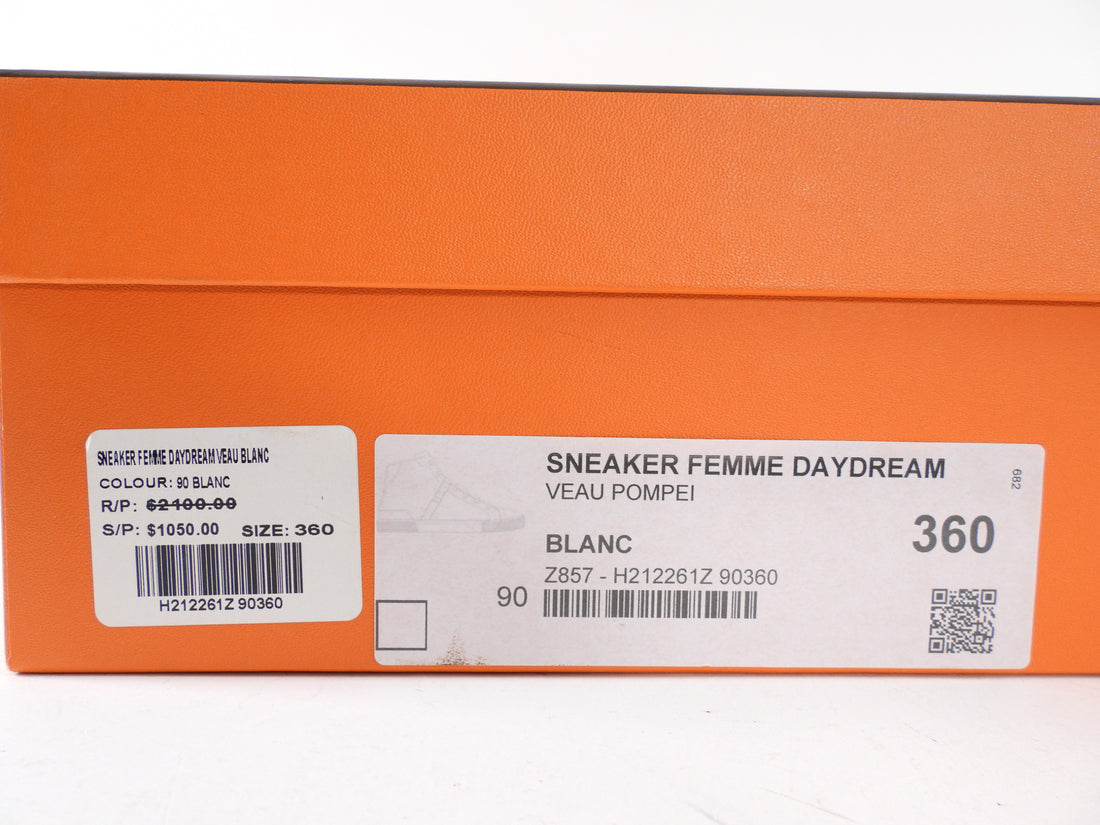 SNEAKER FEMME DAYDREAM VEAU BLANC
COLOUR: 90 BLANC
R/P: $2100.00
S/P: $1050.00 SIZE: 360
H212261Z 90360
SNEAKER FEMME DAYDREAM
VEAU POMPEI
682
BLANC
360
Z857 - H212261Z 90360
90